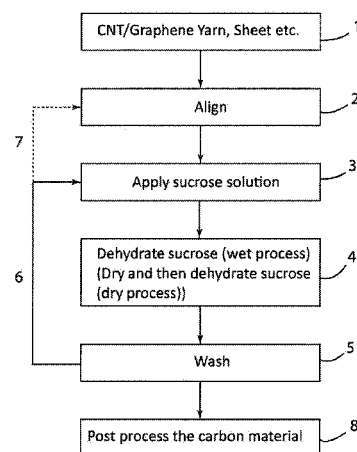 CNT/Graphene Yarn, Sheet etc.
1
Align
2
7
Apply sucrose solution
3
Dehydrate sucrose (wet process)
(Dry and then dehydrate sucrose
(dry process))
4
6
Wash
5
Post process the carbon material
8